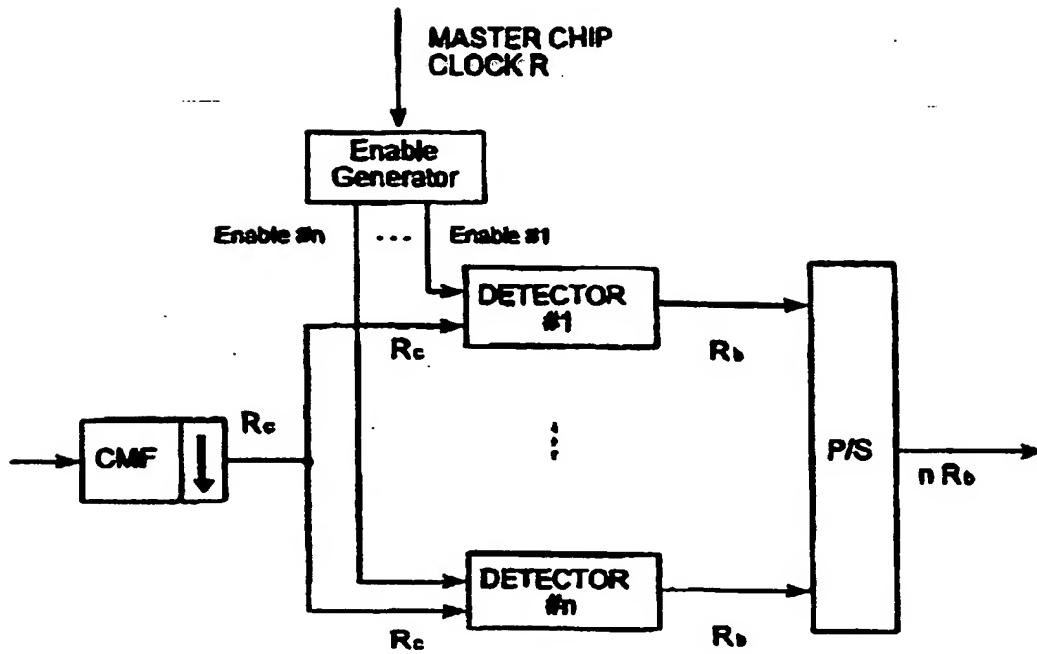 MASTER CHIP
CLOCK R
Enable
Generator
Enable #n
...
Enable #1
DETECTOR
#1
Rc
Rb
Rc
CMF
P/S
n Rb
DETECTOR
#n
Rc
Rb